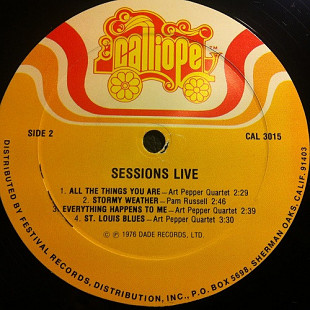 calliope
TM
SIDE 2
CAL 3015
SESSIONS LIVE
1. ALL THE THINGS YOU ARE – Art Pepper Quartet 2:29
2. STORMY WEATHER – Pam Russell 2:46
3. EVERYTHING HAPPENS TO ME – Art Pepper Quartet 2:39
4. ST. LOUIS BLUES – Art Pepper Quartet 3:30
© ℗ 1976 DADE RECORDS, LTD.
DISTRIBUTED BY FESTIVAL RECORDS, DISTRIBUTION, INC., P.O. BOX 5698, SHERMAN OAKS, CALIF. 91403